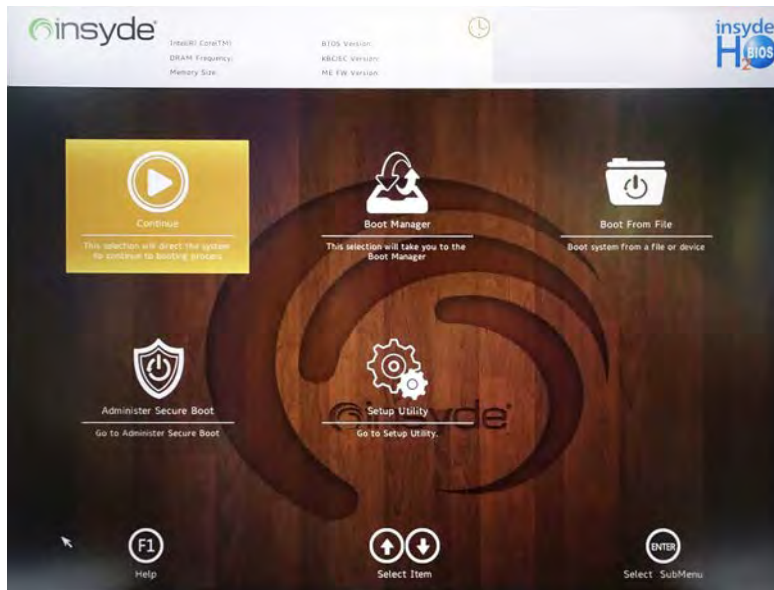 insyde
Intel(R) Core(TM)
BIOS Version:
DRAM Frequency:
KBC/EC Version:
Memory Size:
ME FW Version:
insyde
H2O BIOS
Continue
This selection will direct the system
to continue to booting process
Boot Manager
This selection will take you to the
Boot Manager
Boot From File
Boot system from a file or device
Administer Secure Boot
Go to Administer Secure Boot
Setup Utility
Go to Setup Utility.
insyde
F1
Help
Select Item
ENTER
Select SubMenu